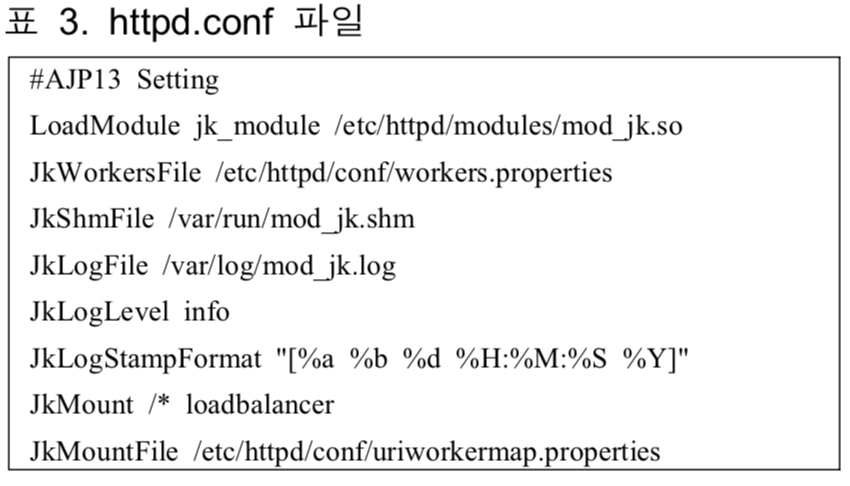 표 3. httpd.conf 파일
#AJP13 Setting
LoadModule jk_module /etc/httpd/modules/mod_jk.so
JkWorkersFile /etc/httpd/conf/workers.properties
JkShmFile /var/run/mod_jk.shm
JkLogFile /var/log/mod_jk.log
JkLogLevel info
JkLogStampFormat "[%a %b %d %H:%M:%S %Y]"
JkMount /* loadbalancer
JkMountFile /etc/httpd/conf/uriworkermap.properties